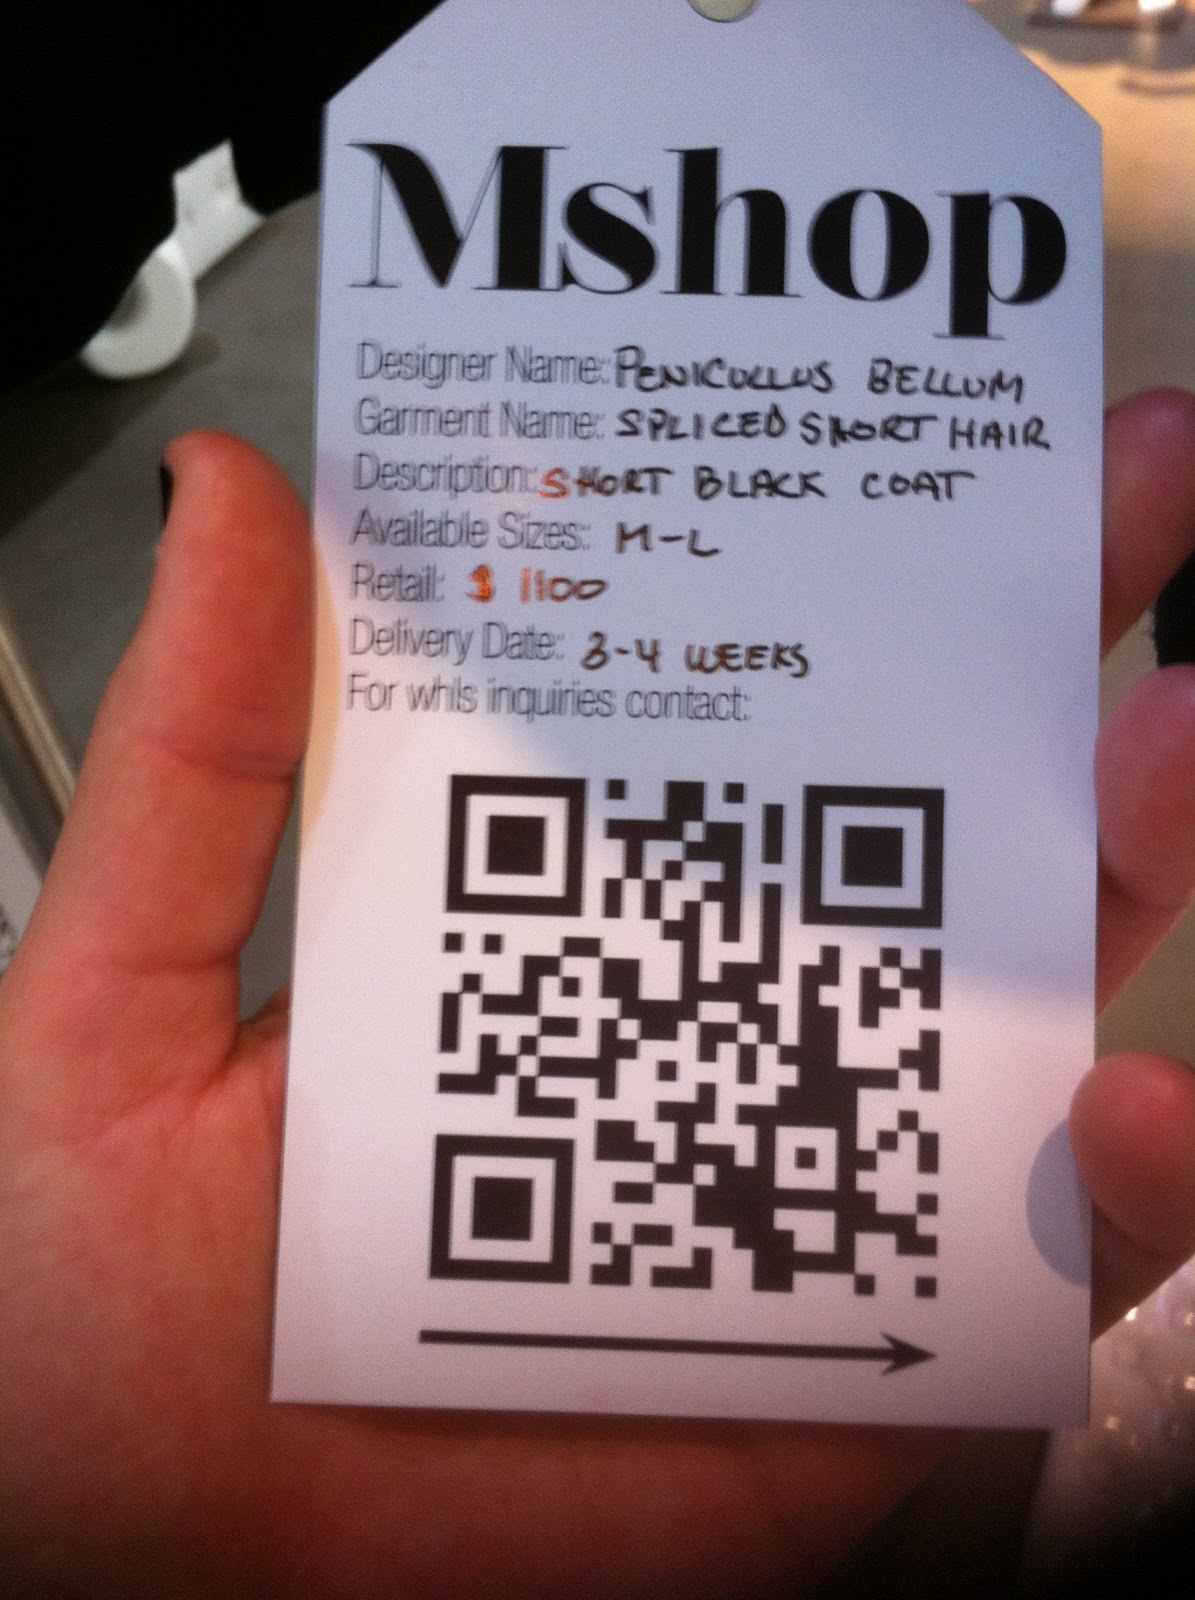 Mshop
Designer Name: PENICULLUS BELLUM
Garment Name: SPLICED SHORT HAIR
Description: SHORT BLACK COAT
Available Sizes: M-L
Retail: $ 1100
Delivery Date: 3-4 WEEKS
For whls inquiries contact: